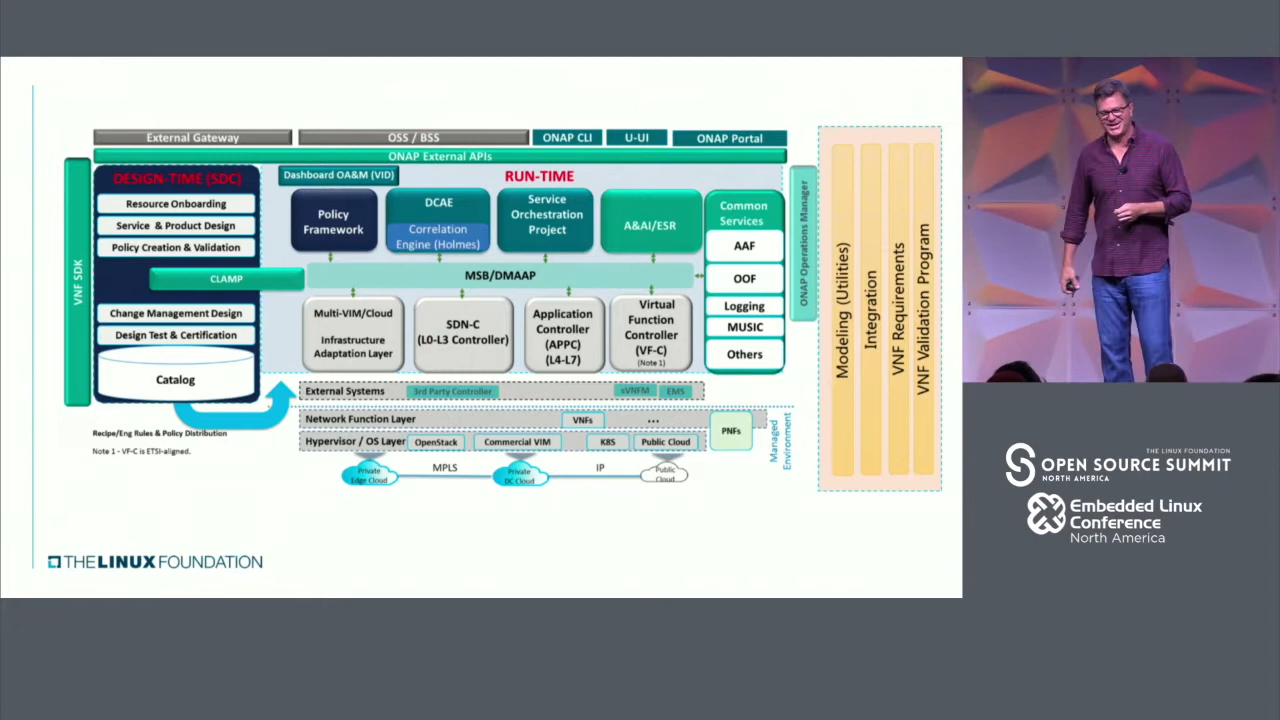 External Gateway
OSS / BSS
ONAP CLI
U-UI
ONAP Portal
ONAP External APIs
VNF SDK
DESIGN-TIME (SDC)
Resource Onboarding
Service & Product Design
Policy Creation & Validation
CLAMP
Change Management Design
Design Test & Certification
Catalog
Recipe/Eng Rules & Policy Distribution
Note 1 - VF-C is ETSI-aligned.
Dashboard OA&M (VID)
RUN-TIME
Policy
Framework
DCAE
Correlation
Engine (Holmes)
Service
Orchestration
Project
A&AI/ESR
MSB/DMAAP
Multi-VIM/Cloud
Infrastructure
Adaptation Layer
SDN-C
(L0-L3 Controller)
Application
Controller
(APPC)
(L4-L7)
Virtual
Function
Controller
(VF-C)
(Note 1)
Common
Services
AAF
OOF
Logging
MUSIC
Others
ONAP Operations Manager
External Systems
3rd Party Controller
sVNFM
EMS
Network Function Layer
VNFs
...
Hypervisor / OS Layer
OpenStack
Commercial VIM
K8S
Public Cloud
PNFs
Managed
Environment
Private
Edge Cloud
MPLS
Private
DC Cloud
IP
Public
Cloud
Modeling (Utilities)
Integration
VNF Requirements
VNF Validation Program
THE LINUX FOUNDATION
THE LINUX FOUNDATION
OPEN SOURCE SUMMIT
NORTH AMERICA
Embedded Linux
Conference
North America